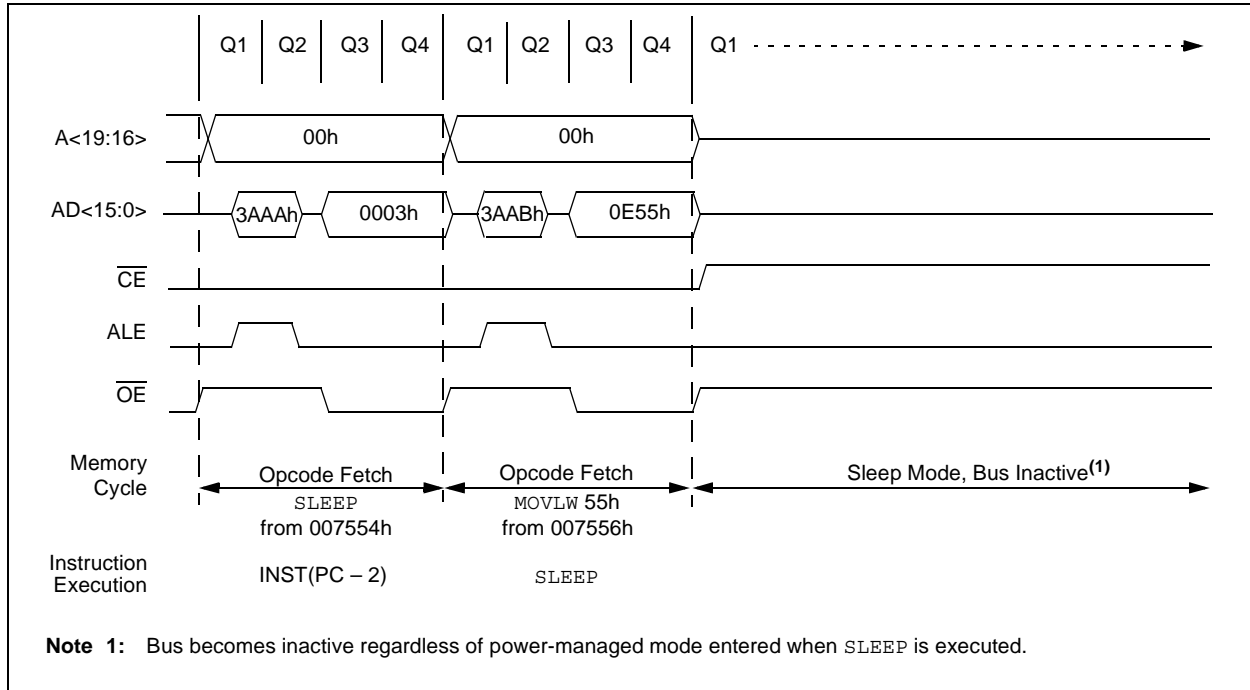 Q1 Q2 Q3 Q4 Q1 Q2 Q3 Q4 Q1
A<19:16> 00h 00h
AD<15:0> 3AAAh 0003h 3AABh 0E55h
CE
ALE
OE
Memory Cycle
Opcode Fetch
SLEEP
from 007554h
Opcode Fetch
MOVLW 55h
from 007556h
Sleep Mode, Bus Inactive(1)
Instruction Execution
INST(PC – 2)
SLEEP
Note 1: Bus becomes inactive regardless of power-managed mode entered when SLEEP is executed.